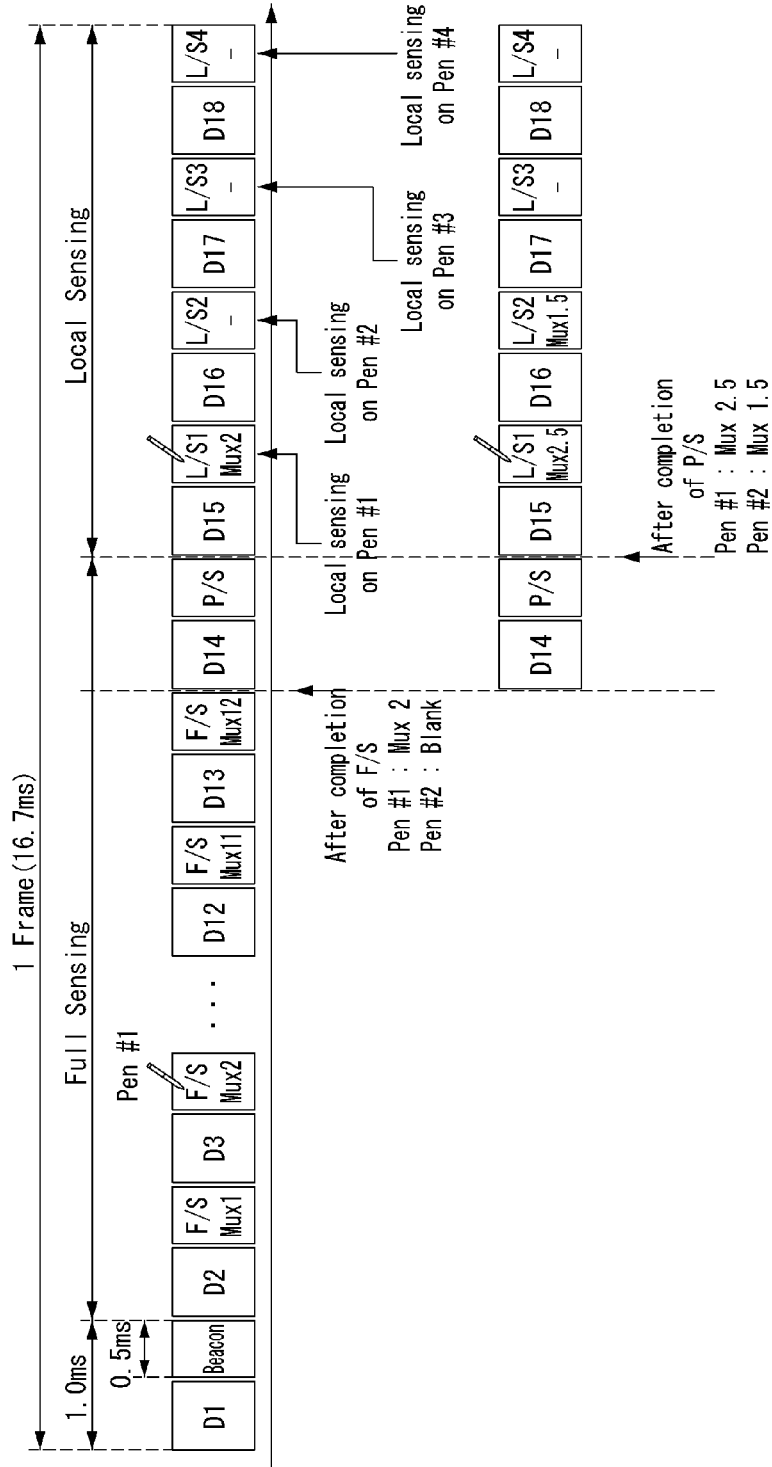 1 Frame(16.7ms)
1.0ms
Full Sensing
Local Sensing
0.5ms
Pen #1
D1
Beacon
D2
F/S
Mux1
D3
F/S
Mux2
. . .
D12
F/S
Mux11
D13
F/S
Mux12
D14
P/S
D15
L/S1
Mux2
D16
L/S2
-
D17
L/S3
-
D18
L/S4
-
After completion
of F/S
Pen #1 : Mux 2
Pen #2 : Blank
Local sensing
on Pen #1
Local sensing
on Pen #2
Local sensing
on Pen #3
Local sensing
on Pen #4
D14
P/S
D15
L/S1
Mux2.5
D16
L/S2
Mux1.5
D17
L/S3
-
D18
L/S4
-
After completion
of P/S
Pen #1 : Mux 2.5
Pen #2 : Mux 1.5